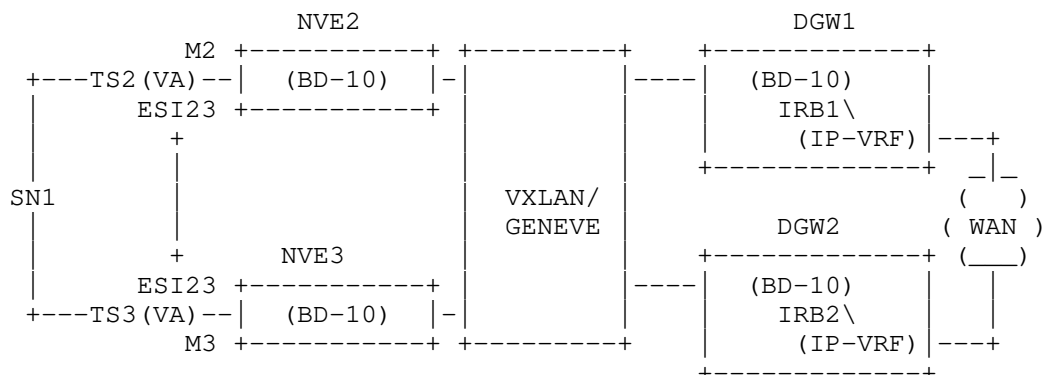 NVE2 DGW1
M2
TS2(VA) (BD-10) (BD-10)
ESI23 IRB1\
(IP-VRF)
SN1 VXLAN/
GENEVE DGW2 ( WAN )
NVE3
ESI23 (BD-10)
TS3(VA) (BD-10) IRB2\
M3 (IP-VRF)